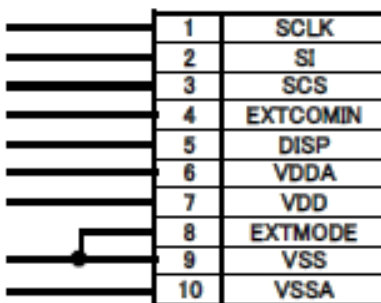 1 SCLK
2 SI
3 SCS
4 EXTCOMIN
5 DISP
6 VDDA
7 VDD
8 EXTMODE
9 VSS
10 VSSA